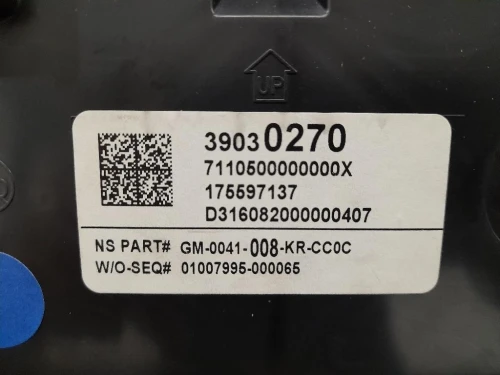 UP
39030270
7110500000000X
175597137
D316082000000407
NS PART# GM-0041-008-KR-CC0C
W/O-SEQ# 01007995-000065